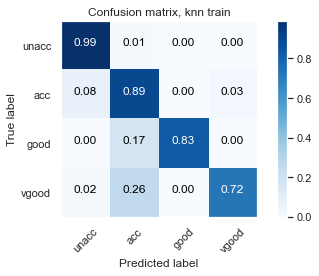 Confusion matrix, knn train
True label
unacc 0.99 0.01 0.00 0.00
acc 0.08 0.89 0.00 0.03
good 0.00 0.17 0.83 0.00
vgood 0.02 0.26 0.00 0.72
unacc acc good vgood
Predicted label
0.8
0.6
0.4
0.2
0.0